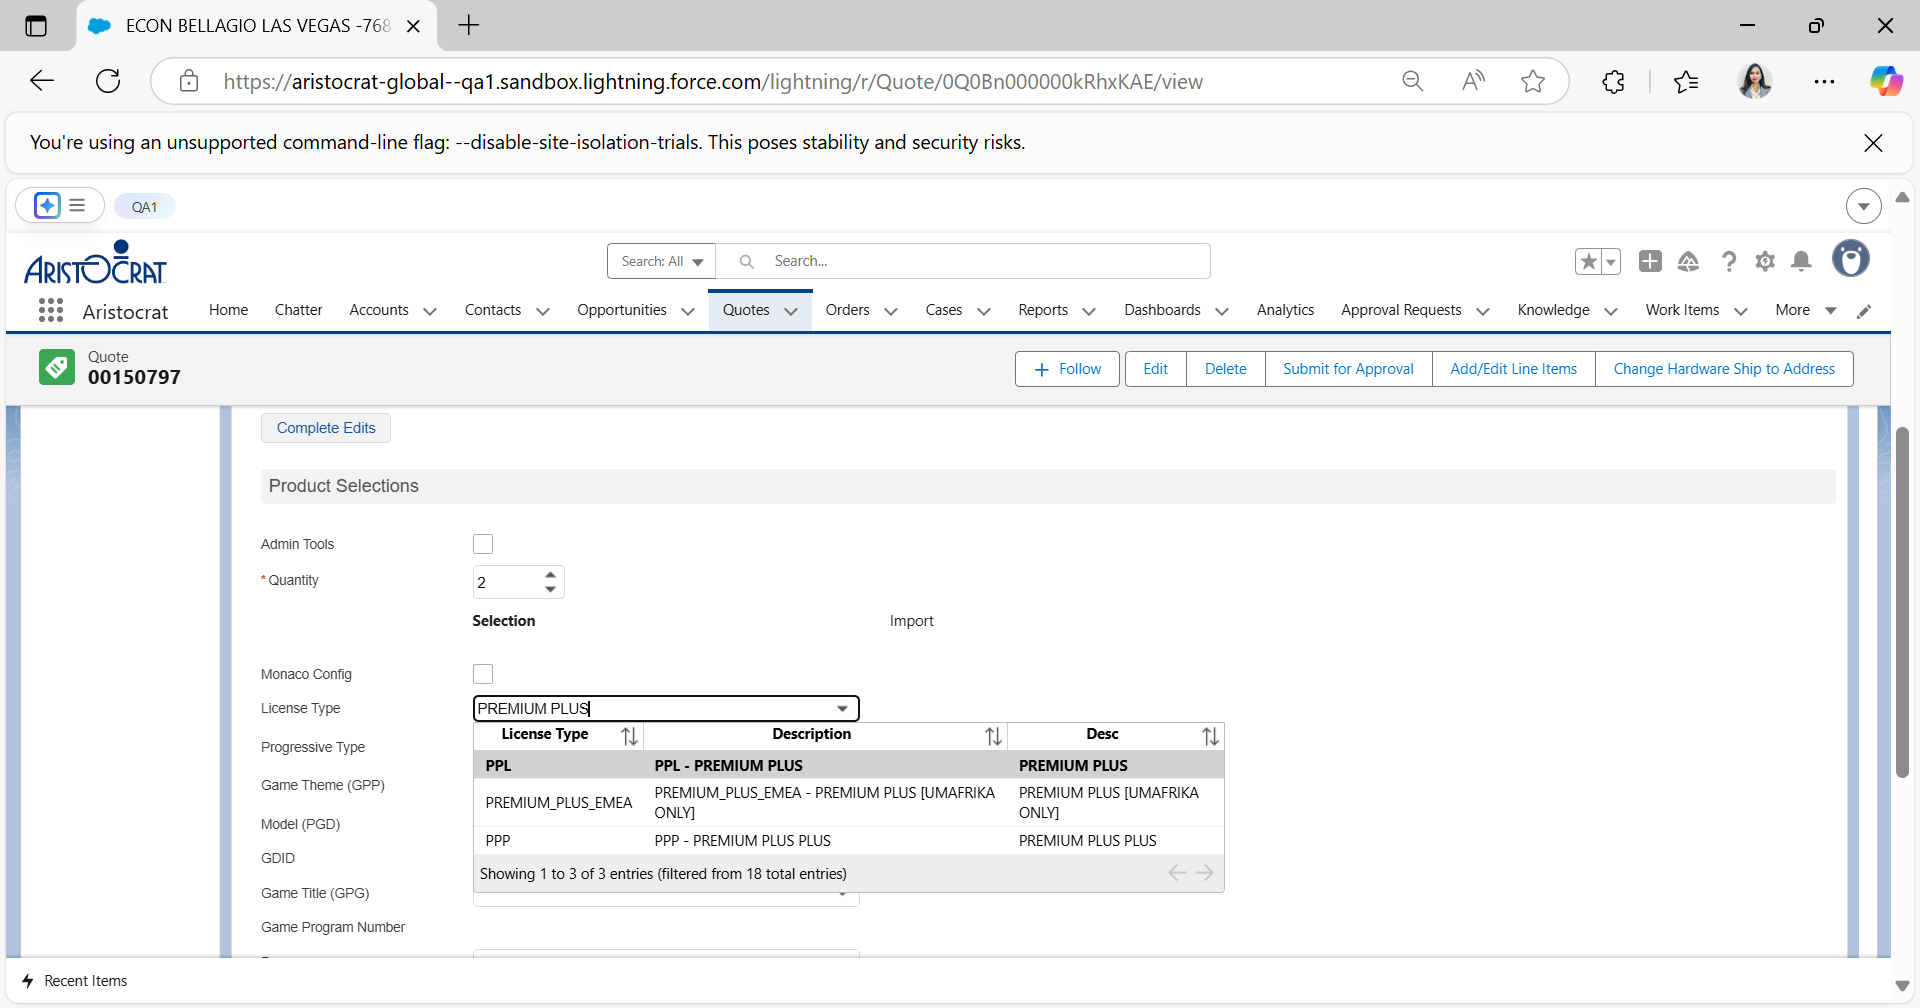 ECON BELLAGIO LAS VEGAS -768
https://aristocrat-global--qa1.sandbox.lightning.force.com/lightning/r/Quote/0Q0Bn000000kRhxKAE/view
You're using an unsupported command-line flag: --disable-site-isolation-trials. This poses stability and security risks.
QA1
ARISTOCRAT
Search: All
Search...
Aristocrat
Home Chatter Accounts Contacts Opportunities Quotes Orders Cases Reports Dashboards Analytics Approval Requests Knowledge Work Items More
Quote
00150797
Follow Edit Delete Submit for Approval Add/Edit Line Items Change Hardware Ship to Address
Complete Edits
Product Selections
Admin Tools
*Quantity 2
Selection Import
Monaco Config
License Type PREMIUM PLUS
License Type Description Desc
Progressive Type
PPL PPL - PREMIUM PLUS PREMIUM PLUS
Game Theme (GPP)
PREMIUM_PLUS_EMEA PREMIUM_PLUS_EMEA - PREMIUM PLUS [UMAFRIKA ONLY] PREMIUM PLUS [UMAFRIKA ONLY]
Model (PGD)
PPP PPP - PREMIUM PLUS PLUS PREMIUM PLUS PLUS
GDID
Showing 1 to 3 of 3 entries (filtered from 18 total entries)
Game Title (GPG)
Game Program Number
Recent Items